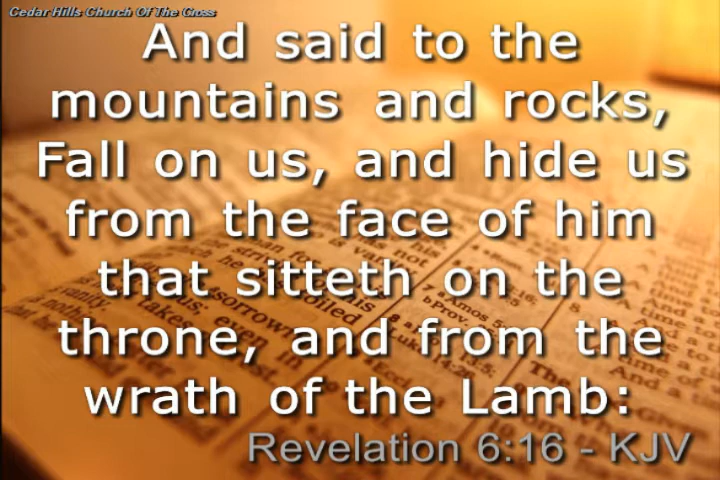 Cedar Hills Church Of The Cross
And said to the
mountains and rocks,
Fall on us, and hide us
from the face of him
that sitteth on the
throne, and from the
wrath of the Lamb:
Revelation 6:16 - KJV